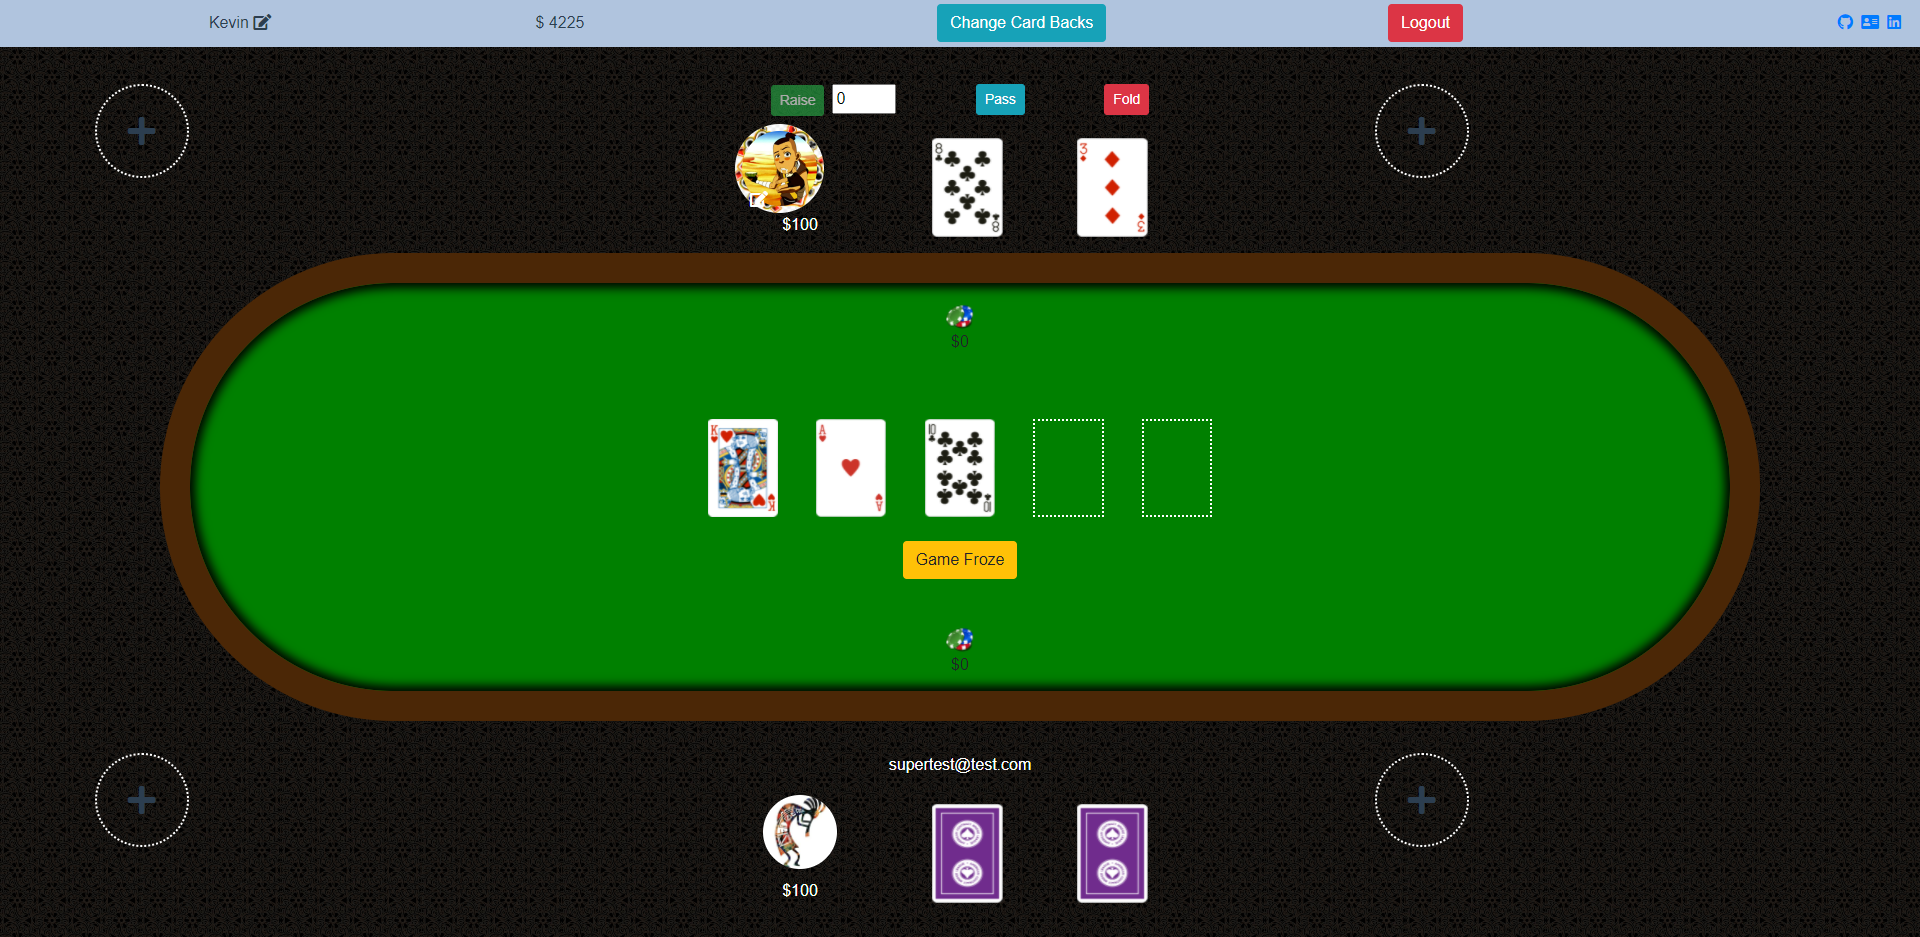 Kevin
$ 4225
Change Card Backs
Logout
Raise
0
Pass
Fold
8
8
3
3
$100
$0
K
K
A
A
10
10
Game Froze
$0
supertest@test.com
$100